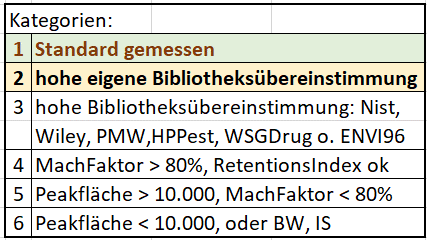 Kategorien:
1 Standard gemessen
2 hohe eigene Bibliotheksübereinstimmung
3 hohe Bibliotheksübereinstimmung: Nist,
Wiley, PMW,HPPest, WSGDrug o. ENVI96
4 MachFaktor > 80%, RetentionsIndex ok
5 Peakfläche > 10.000, MachFaktor < 80%
6 Peakfläche < 10.000, oder BW, IS